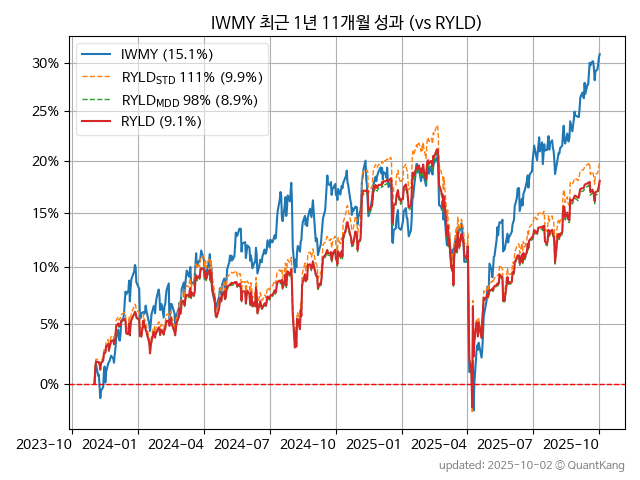 IWMY 최근 1년 11개월 성과 (vs RYLD)
IWMY (15.1%)
RYLD_STD 111% (9.9%)
RYLD_MDD 98% (8.9%)
RYLD (9.1%)
30%
25%
20%
15%
10%
5%
0%
2023-10 2024-01 2024-04 2024-07 2024-10 2025-01 2025-04 2025-07 2025-10
updated: 2025-10-02 © QuantKang